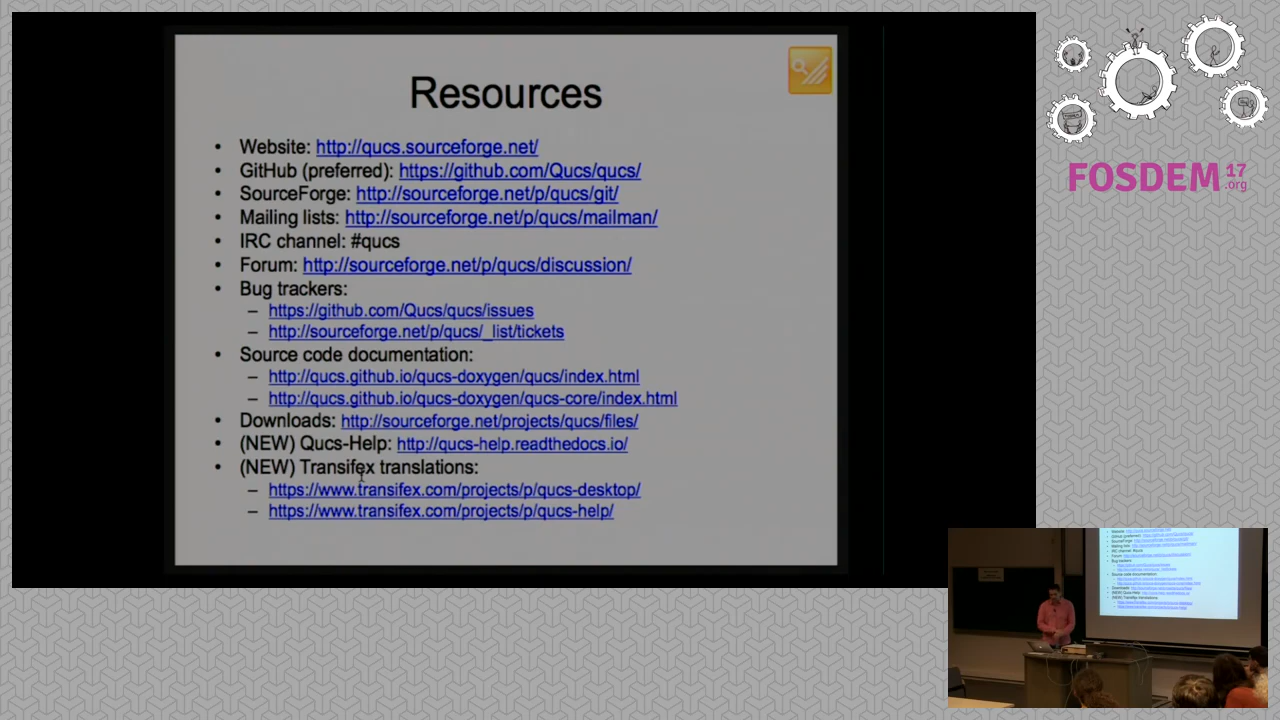 Resources
• Website: http://qucs.sourceforge.net/
• GitHub (preferred): https://github.com/Qucs/qucs/
• SourceForge: http://sourceforge.net/p/qucs/git/
• Mailing lists: http://sourceforge.net/p/qucs/mailman/
• IRC channel: #qucs
• Forum: http://sourceforge.net/p/qucs/discussion/
• Bug trackers:
– https://github.com/Qucs/qucs/issues
– http://sourceforge.net/p/qucs/_list/tickets
• Source code documentation:
– http://qucs.github.io/qucs-doxygen/qucs/index.html
– http://qucs.github.io/qucs-doxygen/qucs-core/index.html
• Downloads: http://sourceforge.net/projects/qucs/files/
• (NEW) Qucs-Help: http://qucs-help.readthedocs.io/
• (NEW) Transifex translations:
– https://www.transifex.com/projects/p/qucs-desktop/
– https://www.transifex.com/projects/p/qucs-help/
FOSDEM 17
.org